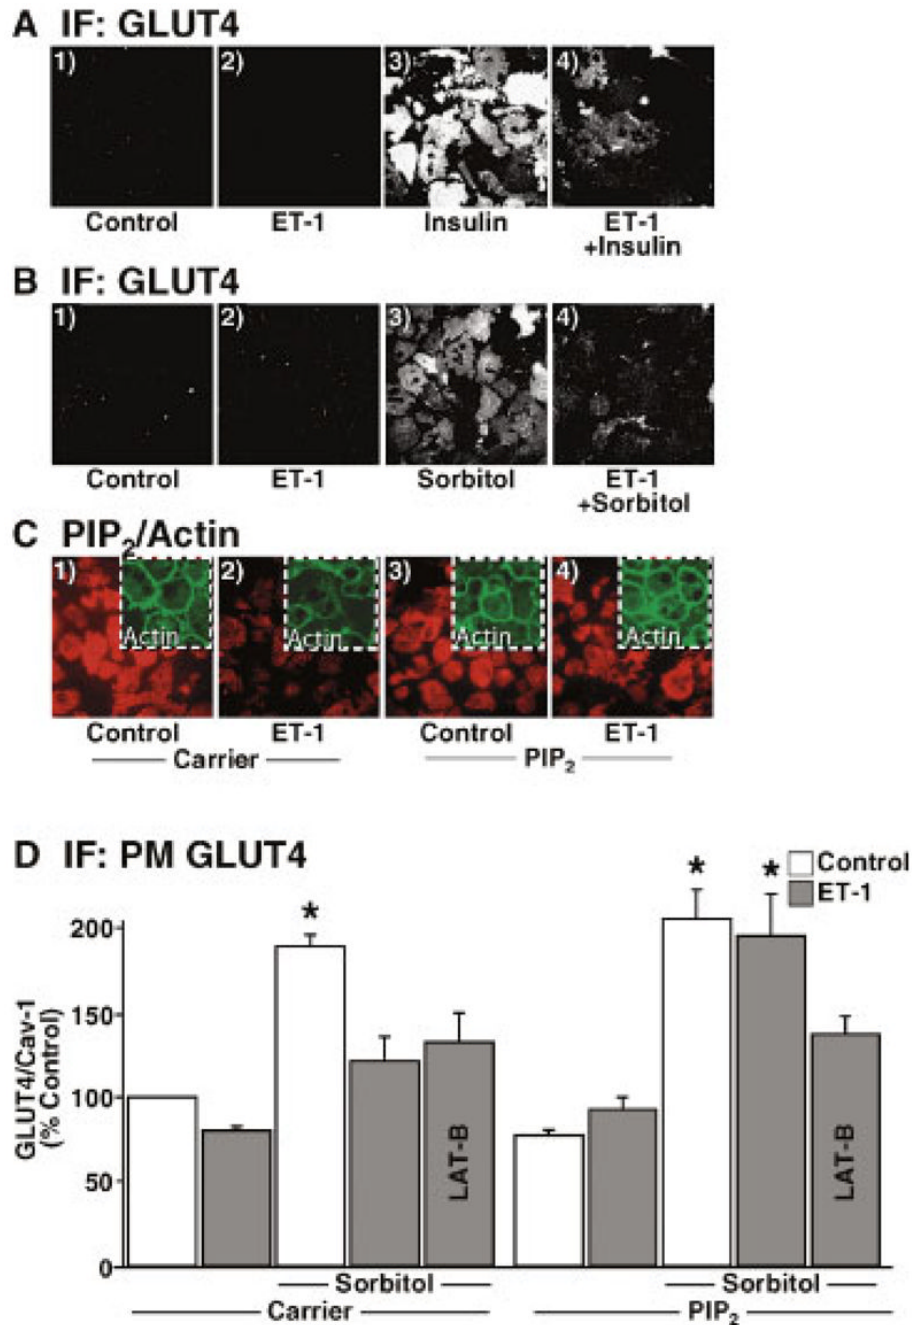 A IF: GLUT4
1) 2) 3) 4)
Control ET-1 Insulin ET-1
+Insulin
B IF: GLUT4
1) 2) 3) 4)
Control ET-1 Sorbitol ET-1
+Sorbitol
C PIP₂/Actin
1) 2) 3) 4)
Actin Actin Actin Actin
Control ET-1 Control ET-1
Carrier PIP₂
D IF: PM GLUT4
Control
ET-1
* * *
GLUT4/Cav-1
(% Control)
200
150
100
50
0
LAT-B LAT-B
Sorbitol Sorbitol
Carrier PIP₂